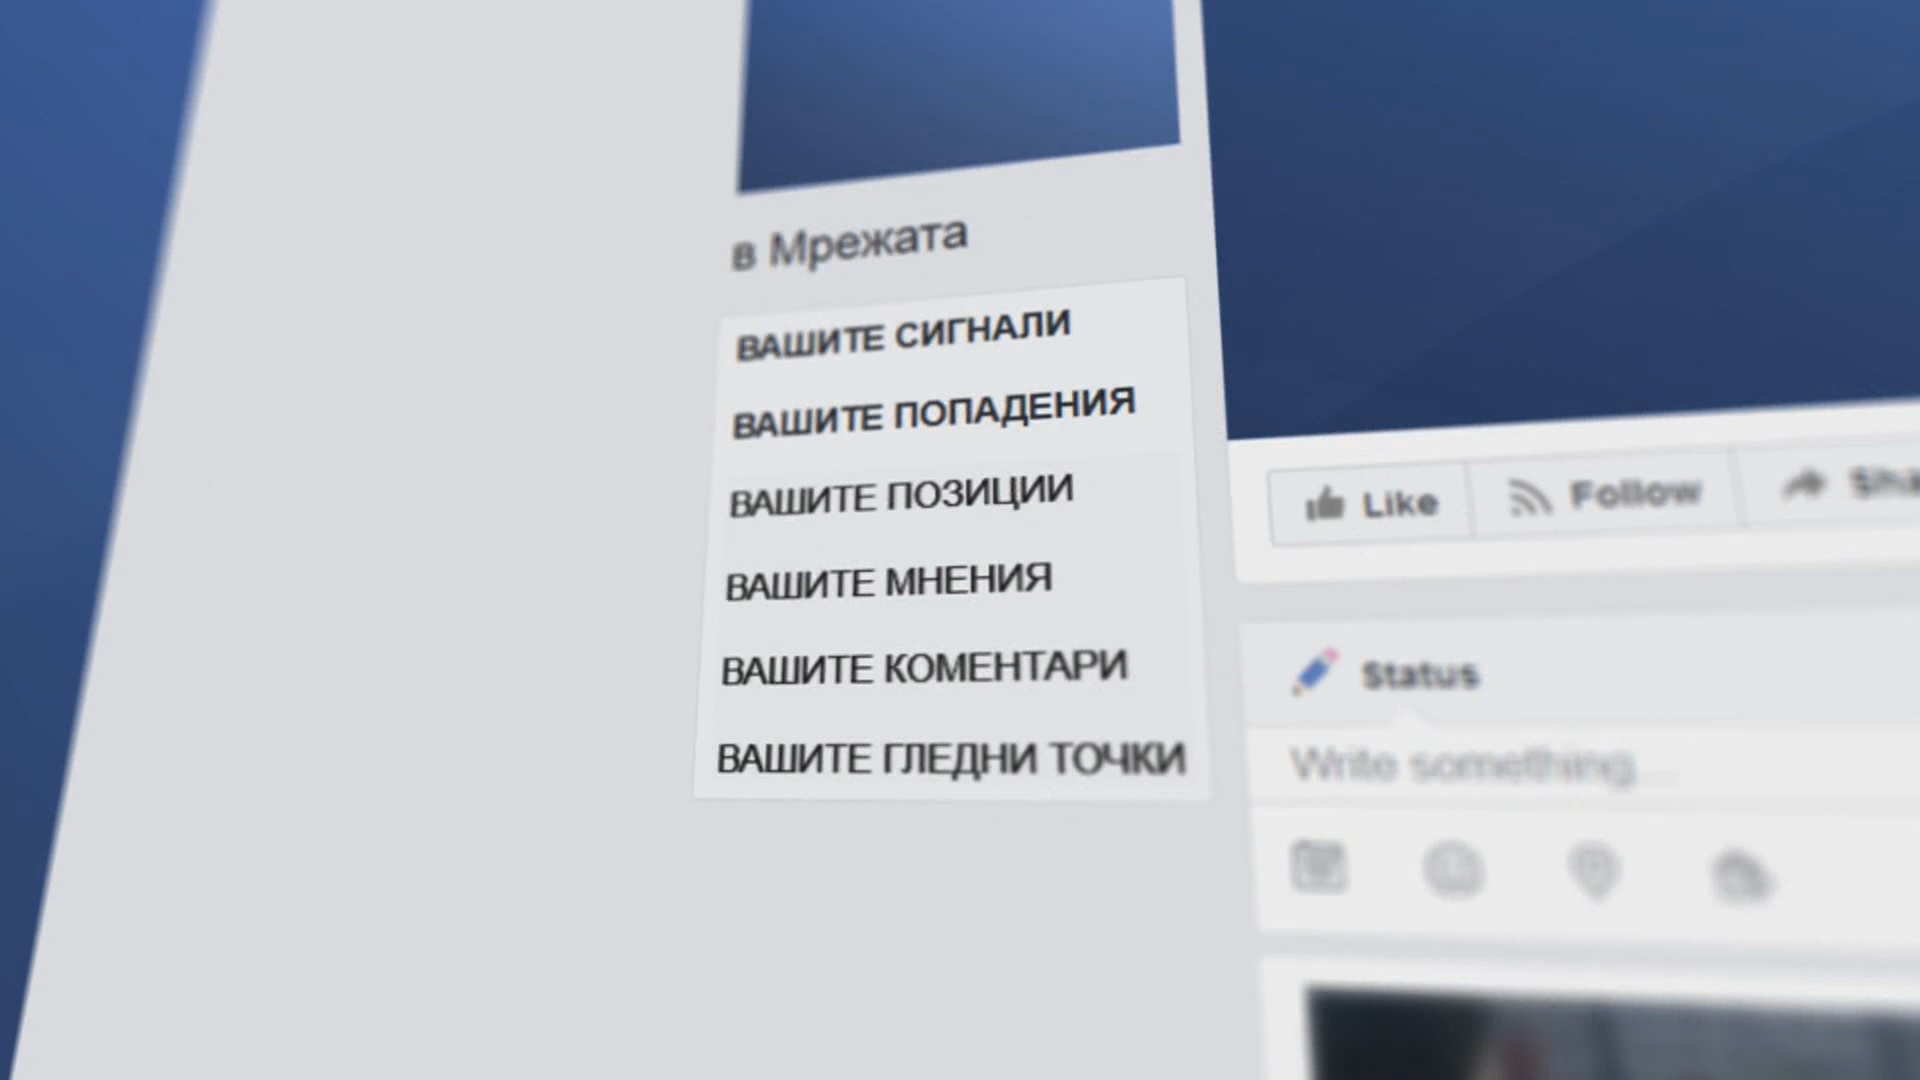 в Мрежата
ВАШИТЕ СИГНАЛИ
ВАШИТЕ ПОПАДЕНИЯ
ВАШИТЕ ПОЗИЦИИ
ВАШИТЕ МНЕНИЯ
ВАШИТЕ КОМЕНТАРИ
ВАШИТЕ ГЛЕДНИ ТОЧКИ
Like Follow
Status
Write something...